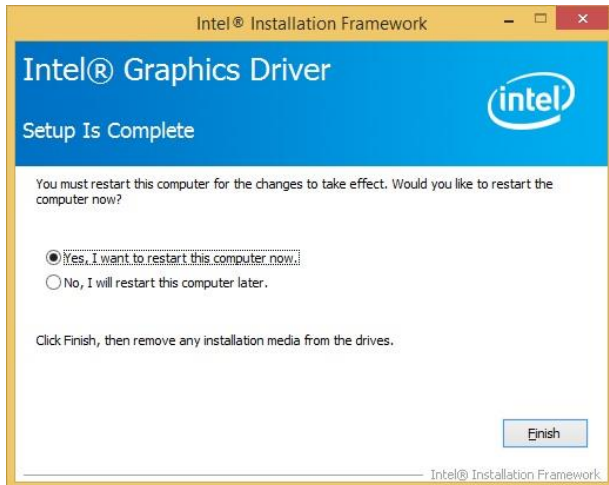 Intel® Installation Framework
Intel® Graphics Driver
intel
Setup Is Complete
You must restart this computer for the changes to take effect. Would you like to restart the
computer now?
Yes, I want to restart this computer now.
No, I will restart this computer later.
Click Finish, then remove any installation media from the drives.
Finish
Intel® Installation Framework